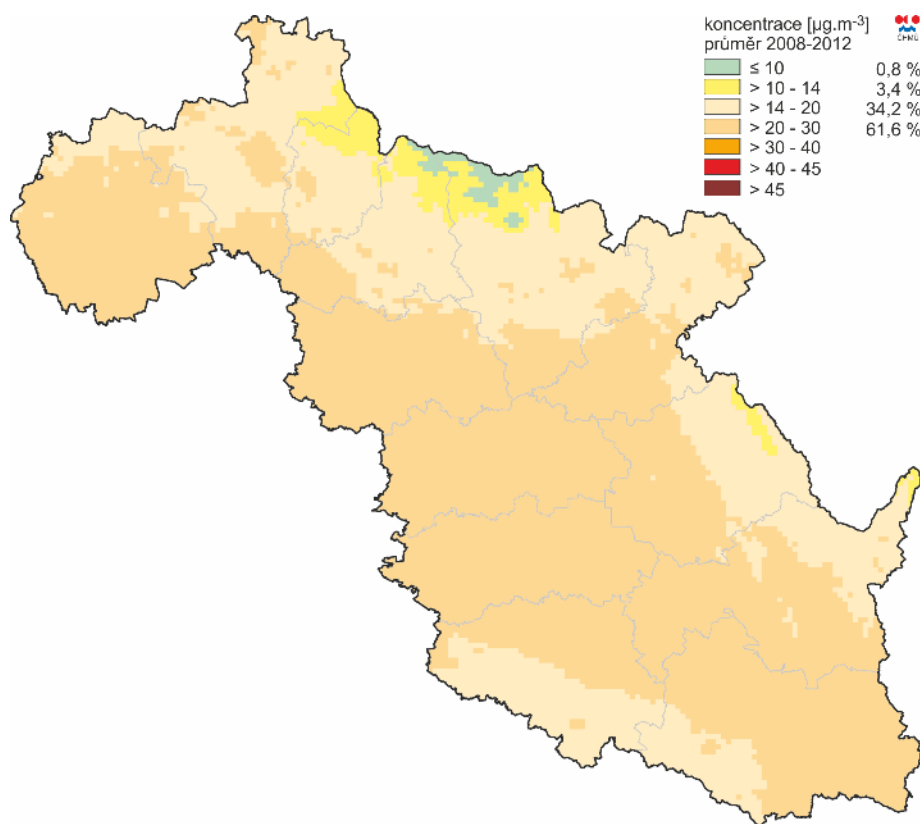 koncentrace [µg.m⁻³]
průměr 2008-2012
ČHMÚ
≤ 10 0,8 %
> 10 - 14 3,4 %
> 14 - 20 34,2 %
> 20 - 30 61,6 %
> 30 - 40
> 40 - 45
> 45